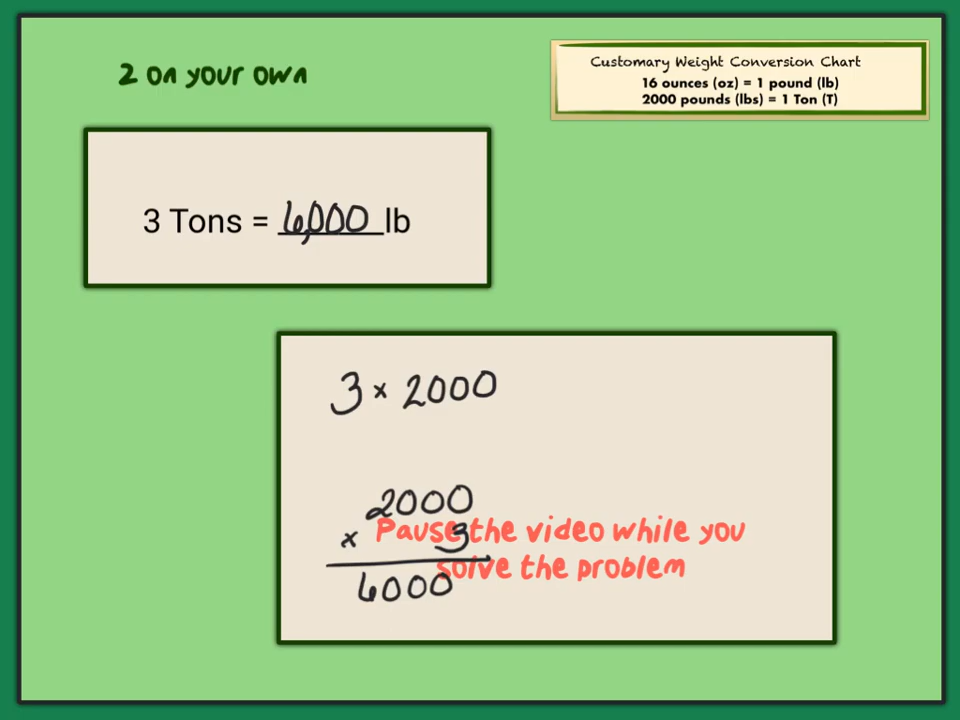 2 on your own
Customary Weight Conversion Chart
16 ounces (oz) = 1 pound (lb)
2000 pounds (lbs) = 1 Ton (T)
3 Tons = 6,000 lb
3 × 2000
2000
× 3
6000
Pause the video while you
solve the problem